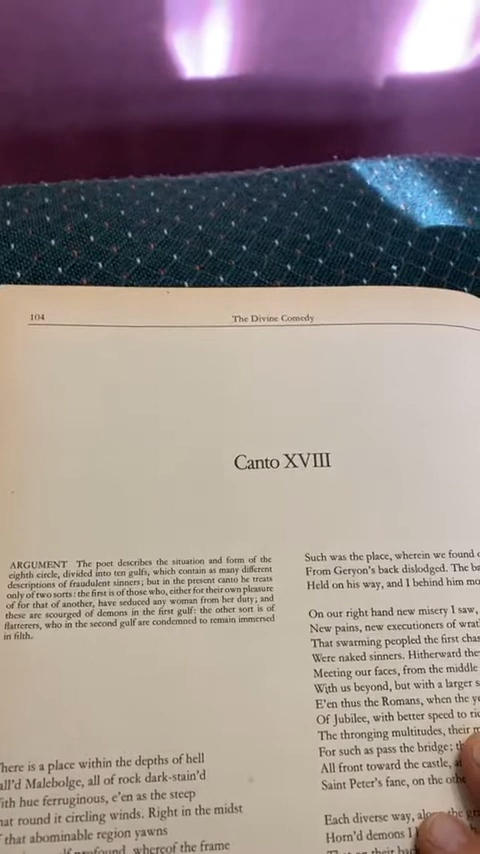 104
The Divine Comedy
Canto XVIII
ARGUMENT The poet describes the situation and form of the
eighth circle, divided into ten gulfs, which contain as many different
descriptions of fraudulent sinners; but in the present canto he treats
only of two sorts: the first is of those who, either for their own pleasure
of for that of another, have seduced any woman from her duty; and
these are scourged of demons in the first gulf: the other sort is of
flatterers, who in the second gulf are condemned to remain immersed
in filth.
here is a place within the depths of hell
all'd Malebolge, all of rock dark-stain'd
ith hue ferruginous, e'en as the steep
hat round it circling winds. Right in the midst
that abominable region yawns
profound, whereof the frame
Such was the place, wherein we found
From Geryon's back dislodged. The
Held on his way, and I behind him
On our right hand new misery I saw,
New pains, new executioners of
That swarming peopled the first
Were naked sinners. Hitherward
Meeting our faces, from the middle
With us beyond, but with a larger
E'en thus the Romans, when the
Of Jubilee, with better speed to
The thronging multitudes, their
For such as pass the bridge;
All front toward the castle,
Saint Peter's fane, on the
Each diverse way, along the
Horn'd demons I
their